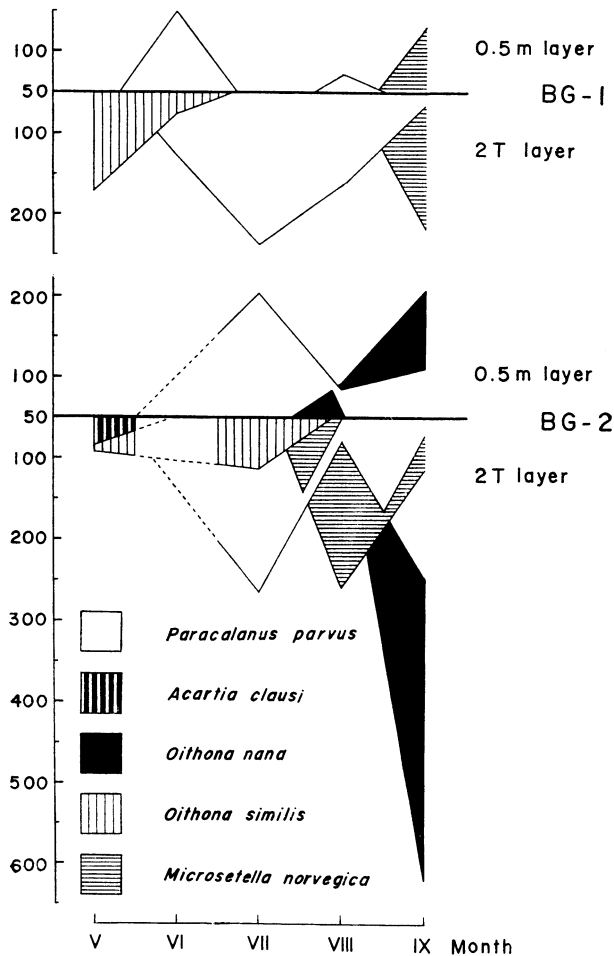 100
0.5 m layer
50
BG-1
100
2T layer
200
200
100
0.5 m layer
50
BG-2
100
2T layer
200
300
Paracalanus parvus
400
Acartia clausi
Oithona nana
500
Oithona similis
600
Microsetella norvegica
V VI VII VIII IX Month